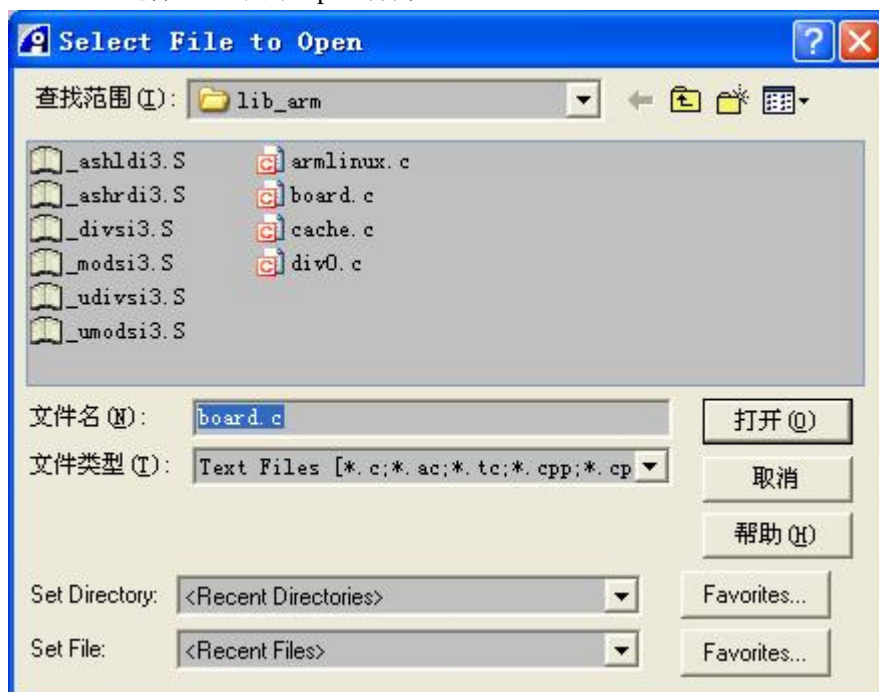 Select File to Open
查找范围(I): lib_arm
_ashldi3.S armlinux.c
_ashrdi3.S board.c
_divsi3.S cache.c
_modsi3.S div0.c
_udivsi3.S
_umodsi3.S
文件名(N): board.c 打开(O)
文件类型(T): Text Files [*.c;*.ac;*.tc;*.cpp;*.cp 取消
帮助(H)
Set Directory: <Recent Directories> Favorites...
Set File: <Recent Files> Favorites...